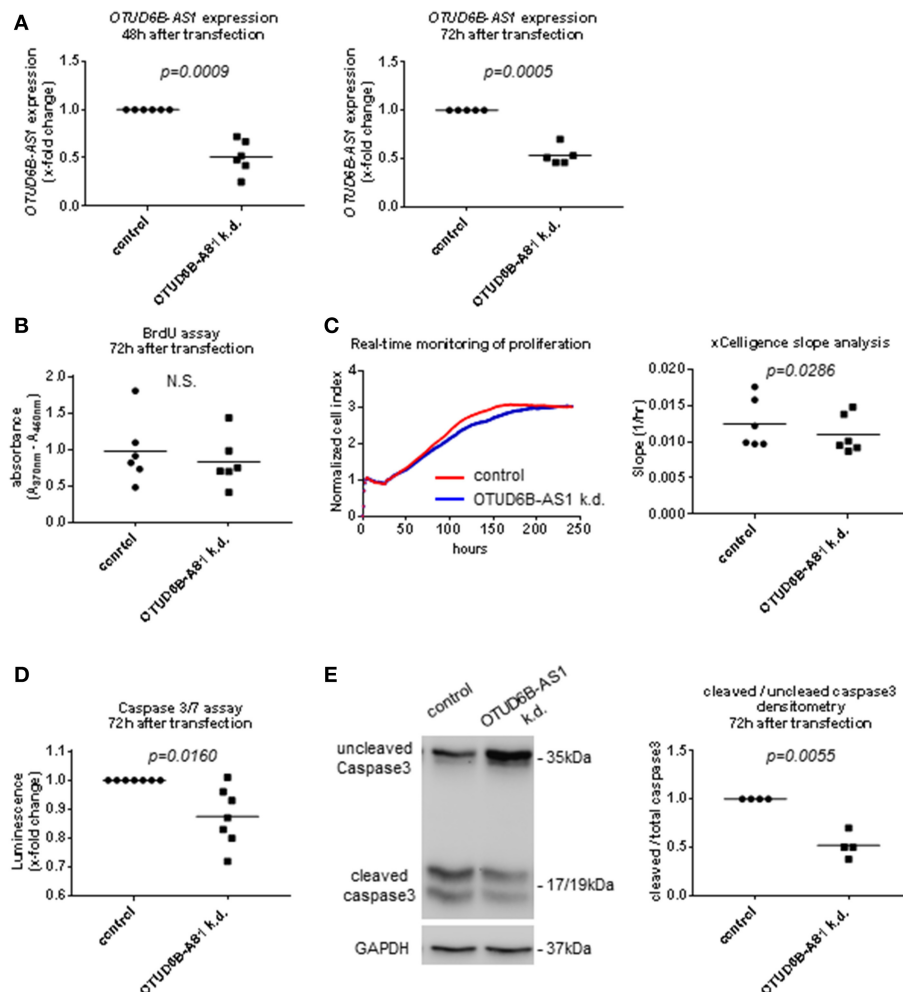 A
OTUD6B-AS1 expression
48h after transfection
OTUD6B-AS1 expression
(x-fold change)
1.5
1.0
0.5
0.0
p=0.0009
control
OTUD6B-AS1 k.d.
OTUD6B-AS1 expression
72h after transfection
OTUD6B-AS1 expression
(x-fold change)
1.5
1.0
0.5
0.0
p=0.0005
control
OTUD6B-AS1 k.d.
B
BrdU assay
72h after transfection
absorbance
(A370nm - A460nm)
2.0
1.5
1.0
0.5
0.0
N.S.
conrtol
OTUD6B-AS1 k.d.
C
Real-time monitoring of proliferation
Normalized cell index
4
3
2
1
0
control
OTUD6B-AS1 k.d.
0 50 100 150 200 250
hours
xCelligence slope analysis
Slope (1/hr)
0.020
0.015
0.010
0.005
0.000
p=0.0286
conrtol
OTUD6B-AS1 k.d.
D
Caspase 3/7 assay
72h after transfection
Luminescence
(x-fold change)
1.1
1.0
0.9
0.8
0.7
0.6
p=0.0160
control
OTUD6B-AS1 k.d.
E
control
OTUD6B-AS1
k.d.
uncleaved
Caspase3
- 35kDa
cleaved
caspase3
- 17/19kDa
GAPDH
- 37kDa
cleaved / uncleaed caspase3
densitometry
72h after transfection
cleaved /total caspase3
1.5
1.0
0.5
0.0
p=0.0055
control
OTUD6B-AS1 k.d.